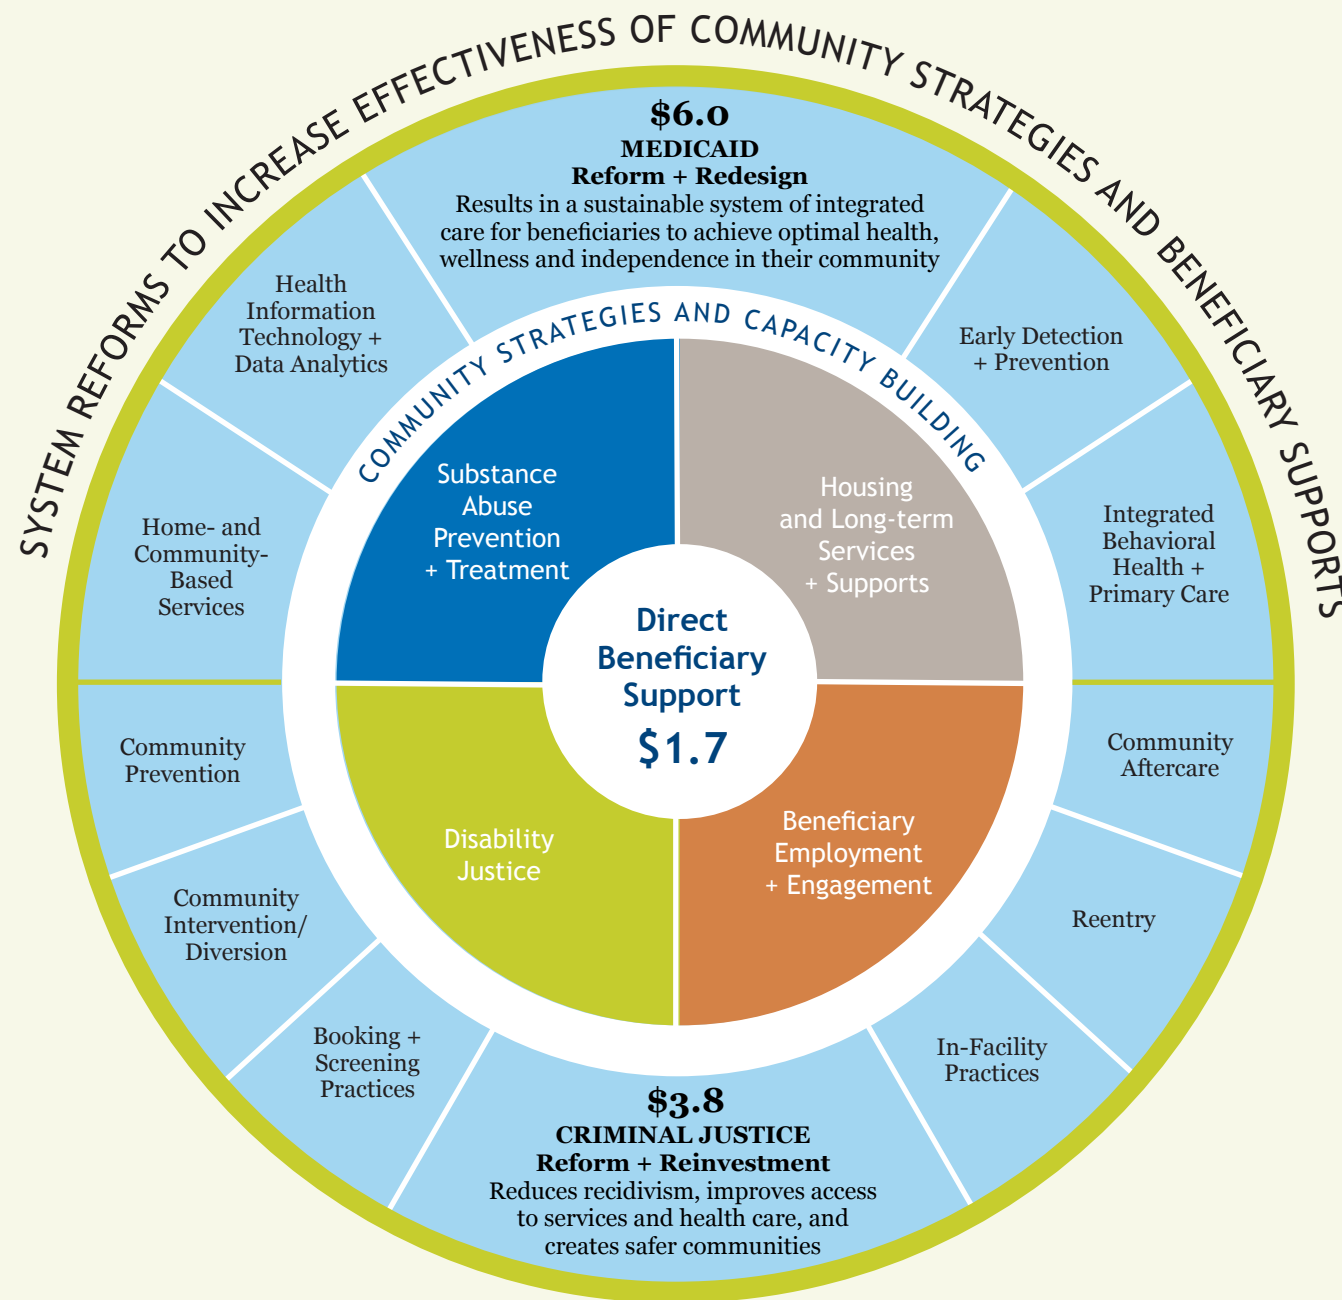 SYSTEM REFORMS TO INCREASE EFFECTIVENESS OF COMMUNITY STRATEGIES AND BENEFICIARY SUPPORTS
$6.0
MEDICAID
Reform + Redesign
Results in a sustainable system of integrated
care for beneficiaries to achieve optimal health,
wellness and independence in their community
Health
Information
Technology +
Data Analytics
Early Detection
+ Prevention
Home- and
Community-
Based
Services
Integrated
Behavioral
Health +
Primary Care
COMMUNITY STRATEGIES AND CAPACITY BUILDING
Substance
Abuse
Prevention
+ Treatment
Housing
and Long-term
Services
+ Supports
Direct
Beneficiary
Support
$1.7
Disability
Justice
Beneficiary
Employment
+ Engagement
Community
Prevention
Community
Aftercare
Community
Intervention/
Diversion
Reentry
Booking +
Screening
Practices
In-Facility
Practices
$3.8
CRIMINAL JUSTICE
Reform + Reinvestment
Reduces recidivism, improves access
to services and health care, and
creates safer communities